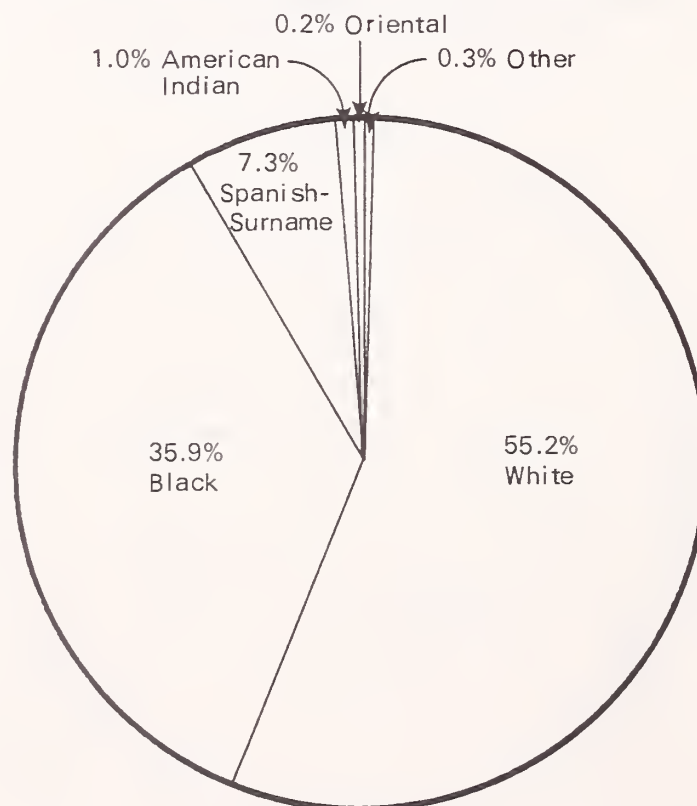 0.2% Oriental
1.0% American
Indian
0.3% Other
7.3%
Spanish-
Surname
35.9%
Black
55.2%
White